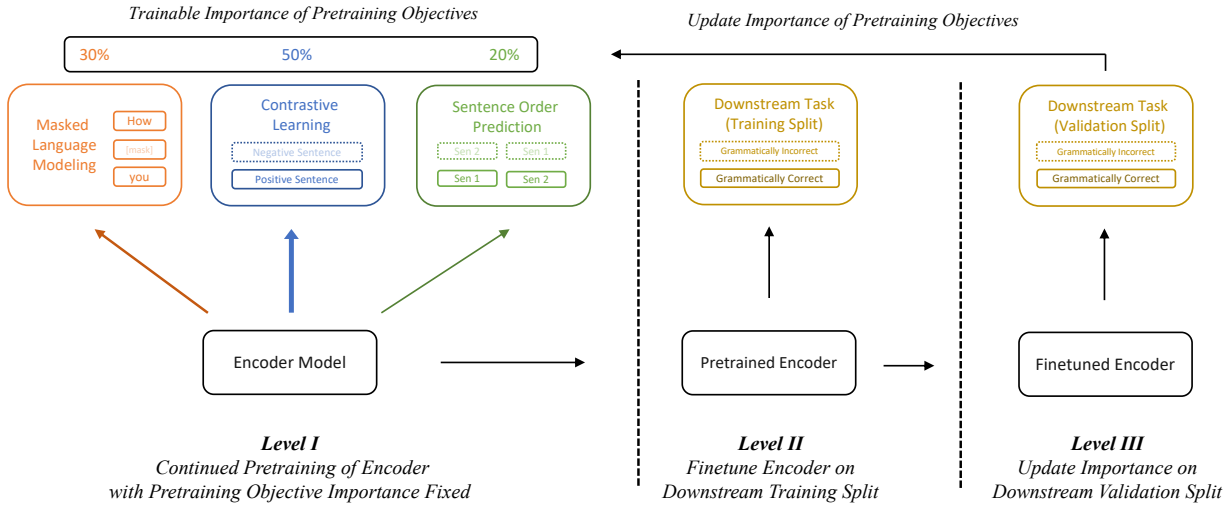 Trainable Importance of Pretraining Objectives
Update Importance of Pretraining Objectives
30%
50%
20%
Masked
Language
Modeling
How
[mask]
you
Contrastive
Learning
Negative Sentence
Positive Sentence
Sentence Order
Prediction
Sen 2
Sen 1
Sen 1
Sen 2
Downstream Task
(Training Split)
Grammatically Incorrect
Grammatically Correct
Downstream Task
(Validation Split)
Grammatically Incorrect
Grammatically Correct
Encoder Model
Pretrained Encoder
Finetuned Encoder
Level I
Continued Pretraining of Encoder
with Pretraining Objective Importance Fixed
Level II
Finetune Encoder on
Downstream Training Split
Level III
Update Importance on
Downstream Validation Split